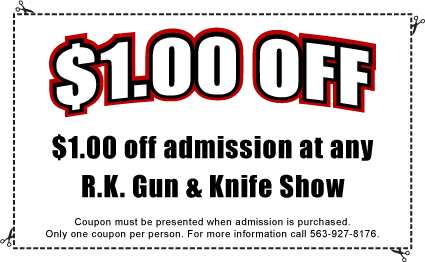 $1.00 OFF
$1.00 off admission at any
R.K. Gun & Knife Show
Coupon must be presented when admission is purchased.
Only one coupon per person. For more information call 563-927-8176.